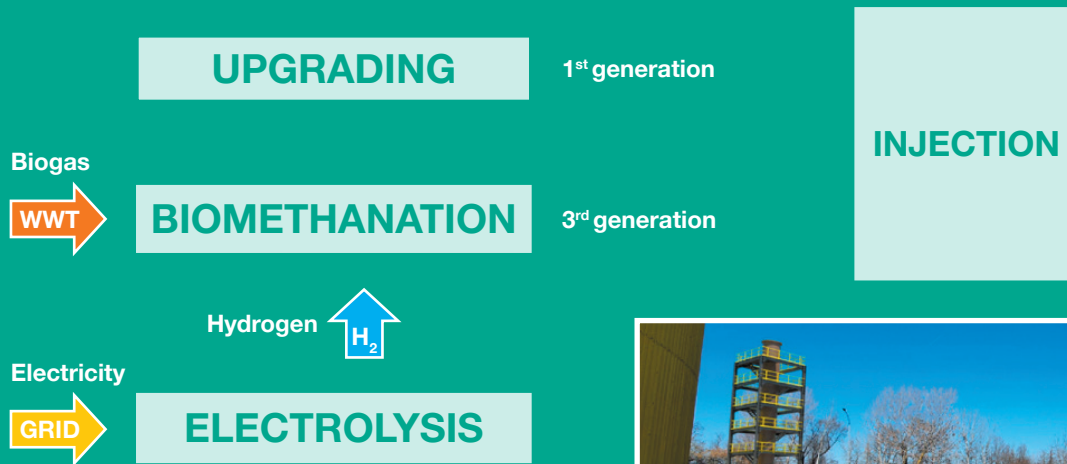 UPGRADING
1st generation
INJECTION
Biogas
WWT
BIOMETHANATION
3rd generation
Hydrogen
H2
Electricity
GRID
ELECTROLYSIS